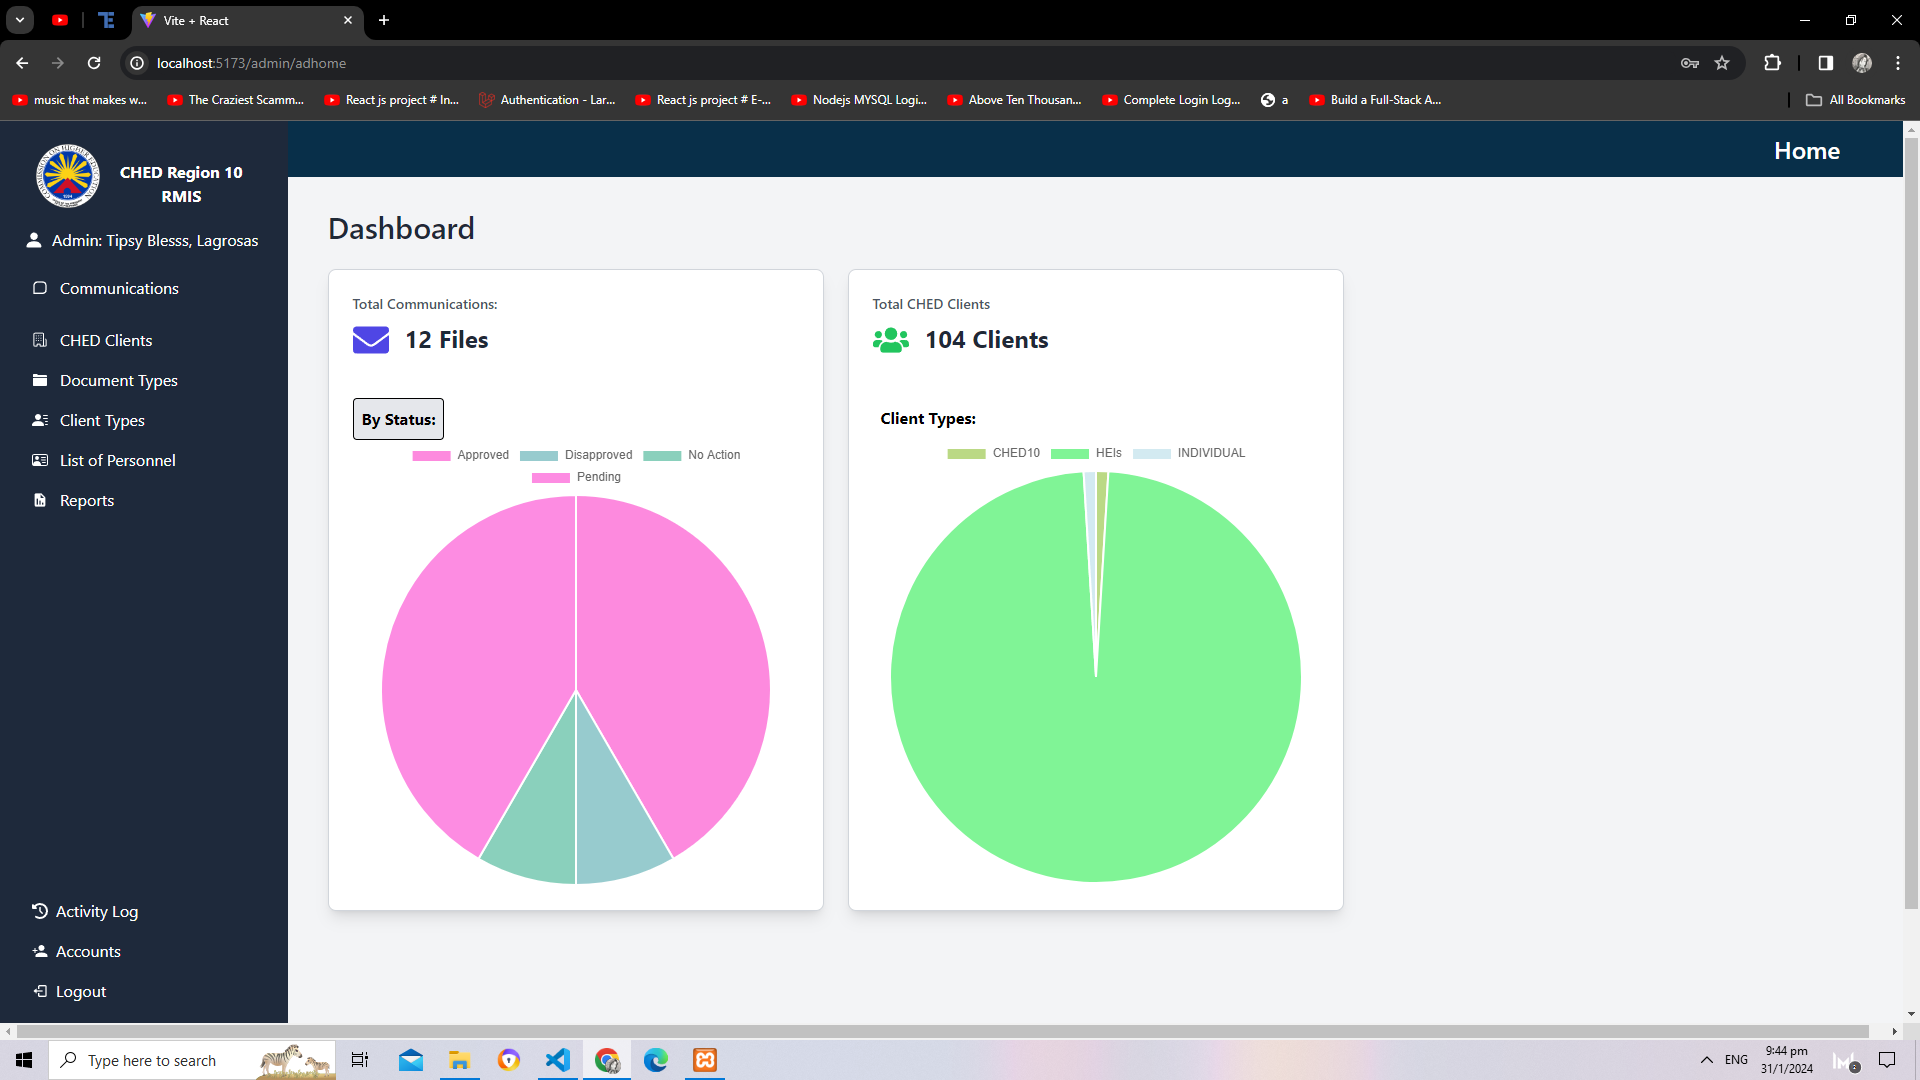 Vite + React
localhost:5173/admin/adhome
music that makes w...
The Craziest Scamm...
React js project # In...
Authentication - Lar...
React js project # E-...
Nodejs MYSQL Logi...
Above Ten Thousan...
Complete Login Log...
a
Build a Full-Stack A...
All Bookmarks
CHED Region 10
RMIS
Admin: Tipsy Blesss, Lagrosas
Communications
CHED Clients
Document Types
Client Types
List of Personnel
Reports
Activity Log
Accounts
Logout
Home
Dashboard
Total Communications:
12 Files
By Status:
Approved
Disapproved
No Action
Pending
Total CHED Clients
104 Clients
Client Types:
CHED10
HEIs
INDIVIDUAL
Type here to search
ENG
9:44 pm
31/1/2024
2